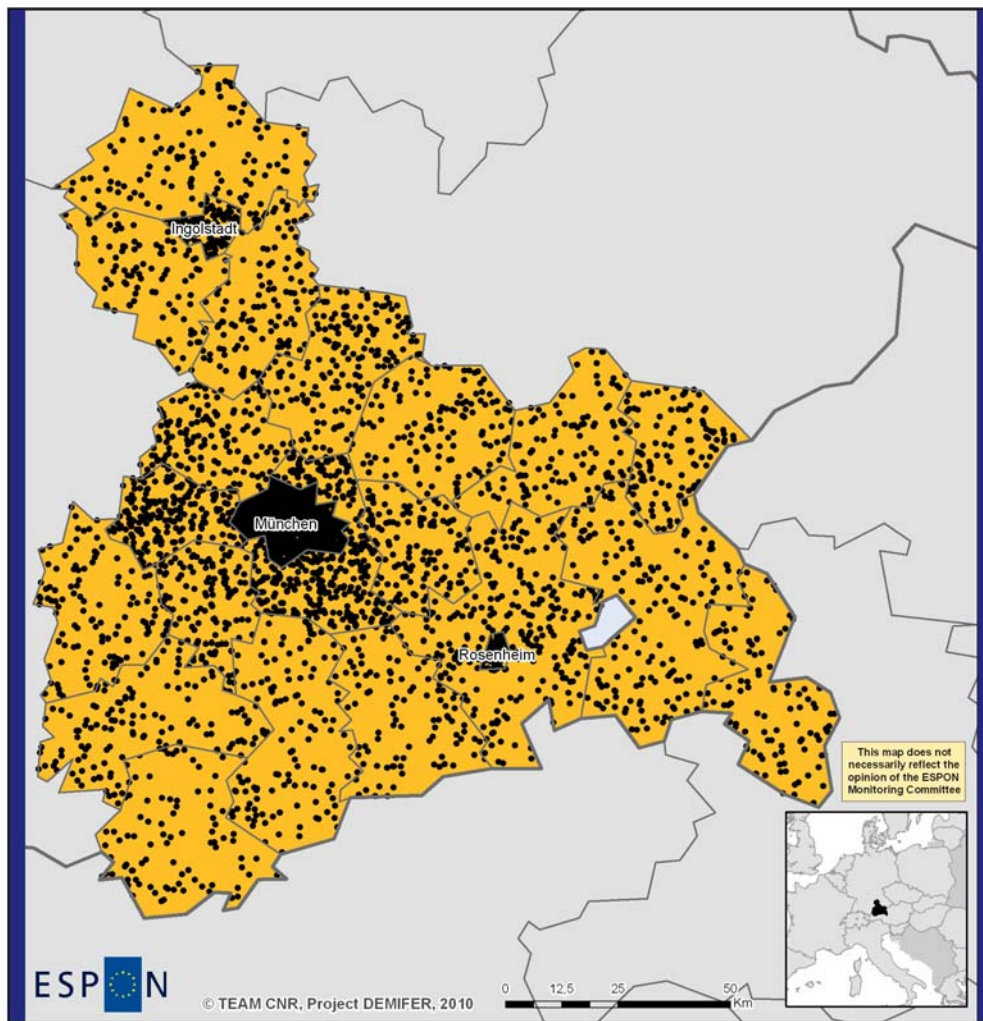 Ingolstadt
München
Rosenheim
This map does not
necessarily reflect the
opinion of the ESPON
Monitoring Committee
ESPON
© TEAM CNR, Project DEMIFER, 2010
0 12,5 25 50
Km